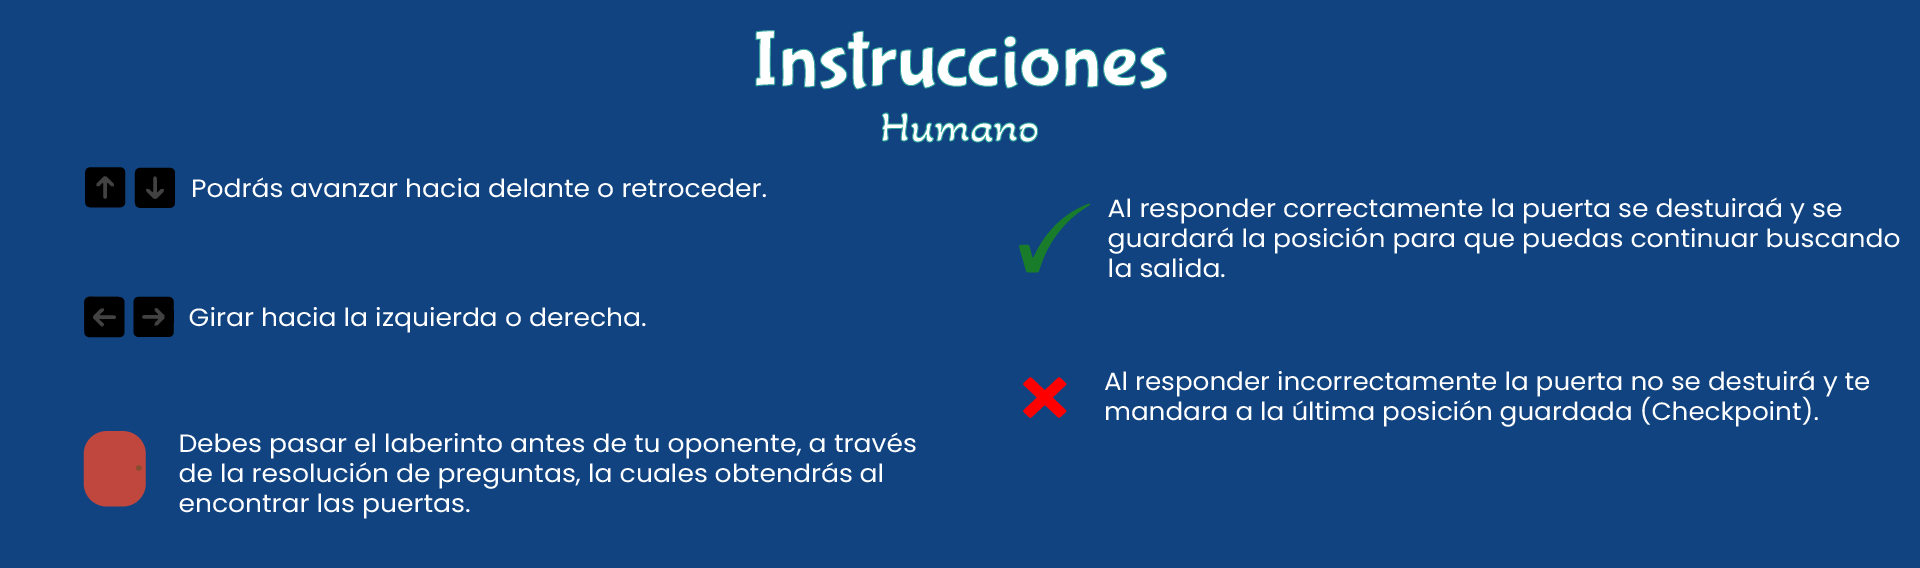 Instrucciones
Humano
Podrás avanzar hacia delante o retroceder.
Girar hacia la izquierda o derecha.
Debes pasar el laberinto antes de tu oponente, a través
de la resolución de preguntas, la cuales obtendrás al
encontrar las puertas.
Al responder correctamente la puerta se destuiraá y se
guardará la posición para que puedas continuar buscando
la salida.
Al responder incorrectamente la puerta no se destuirá y te
mandara a la última posición guardada (Checkpoint).